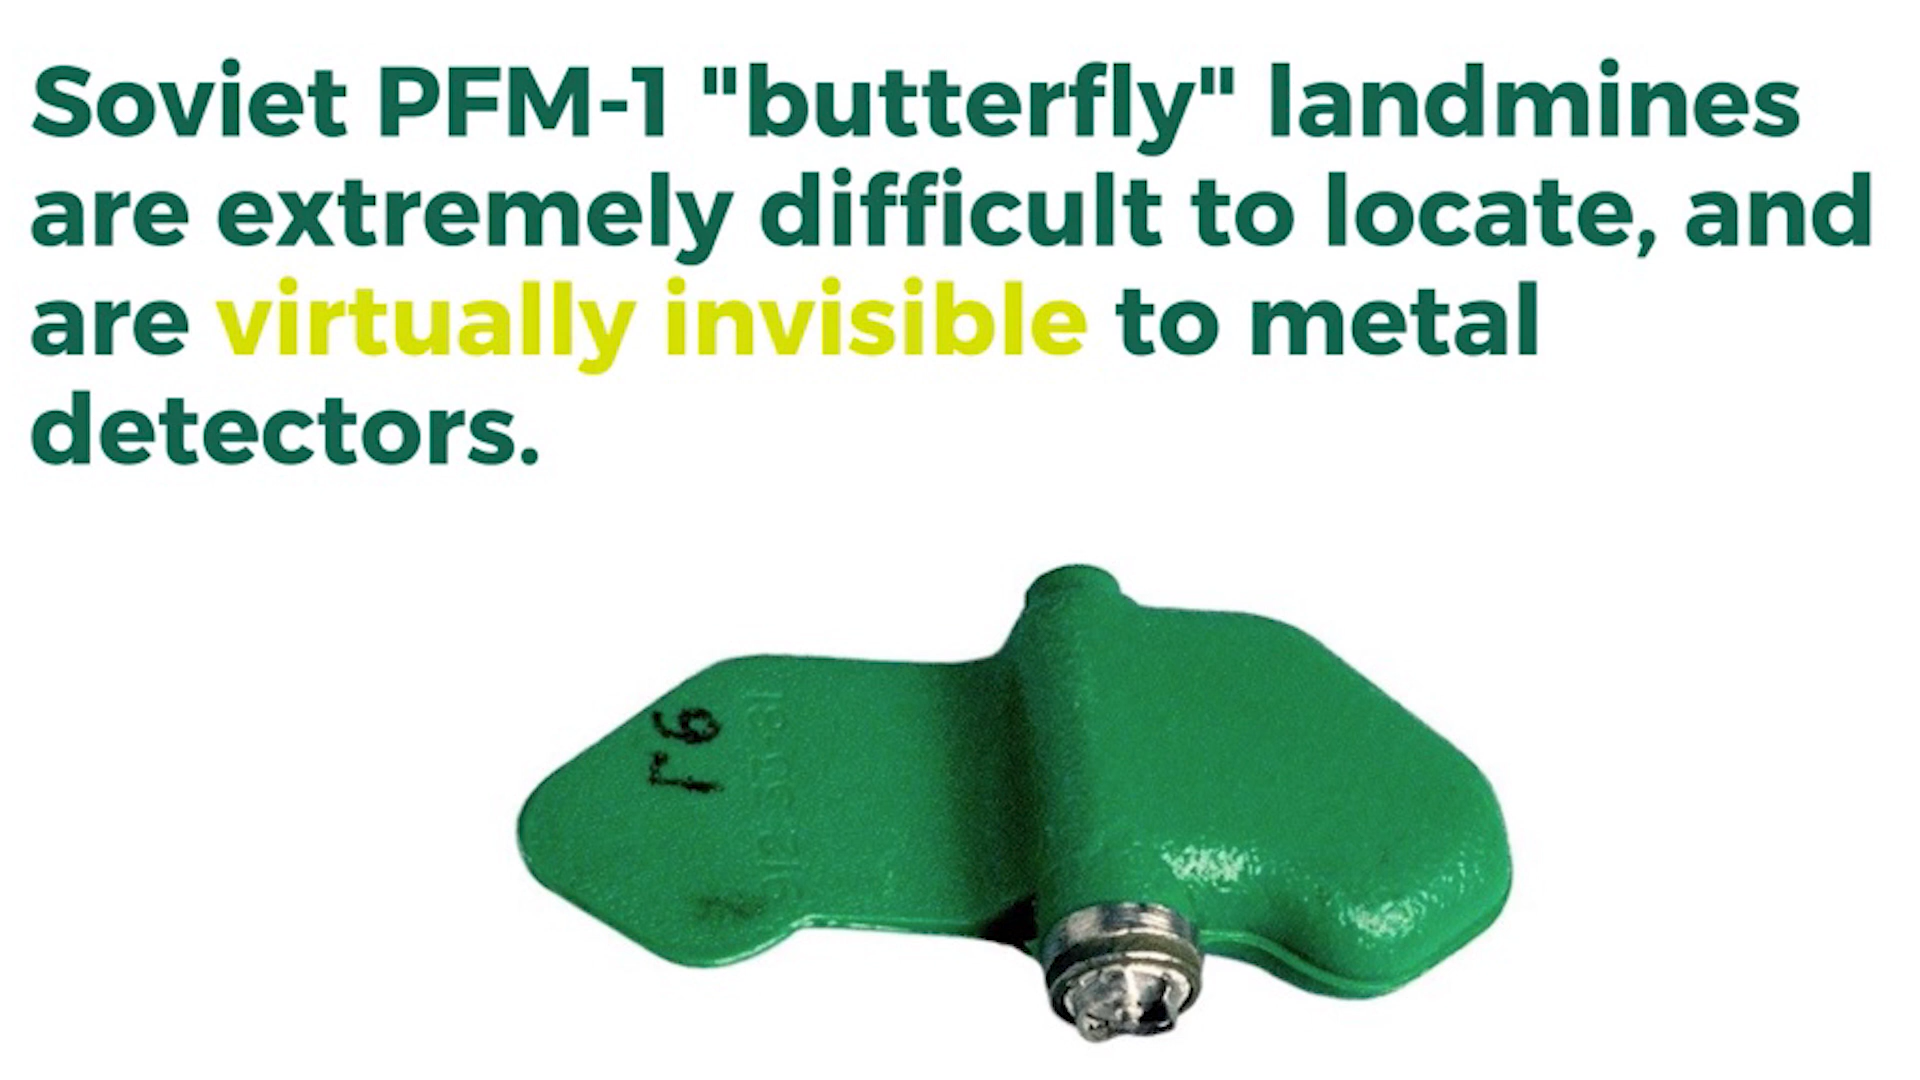 Soviet PFM-1 "butterfly" landmines
are extremely difficult to locate, and
are virtually invisible to metal
detectors.